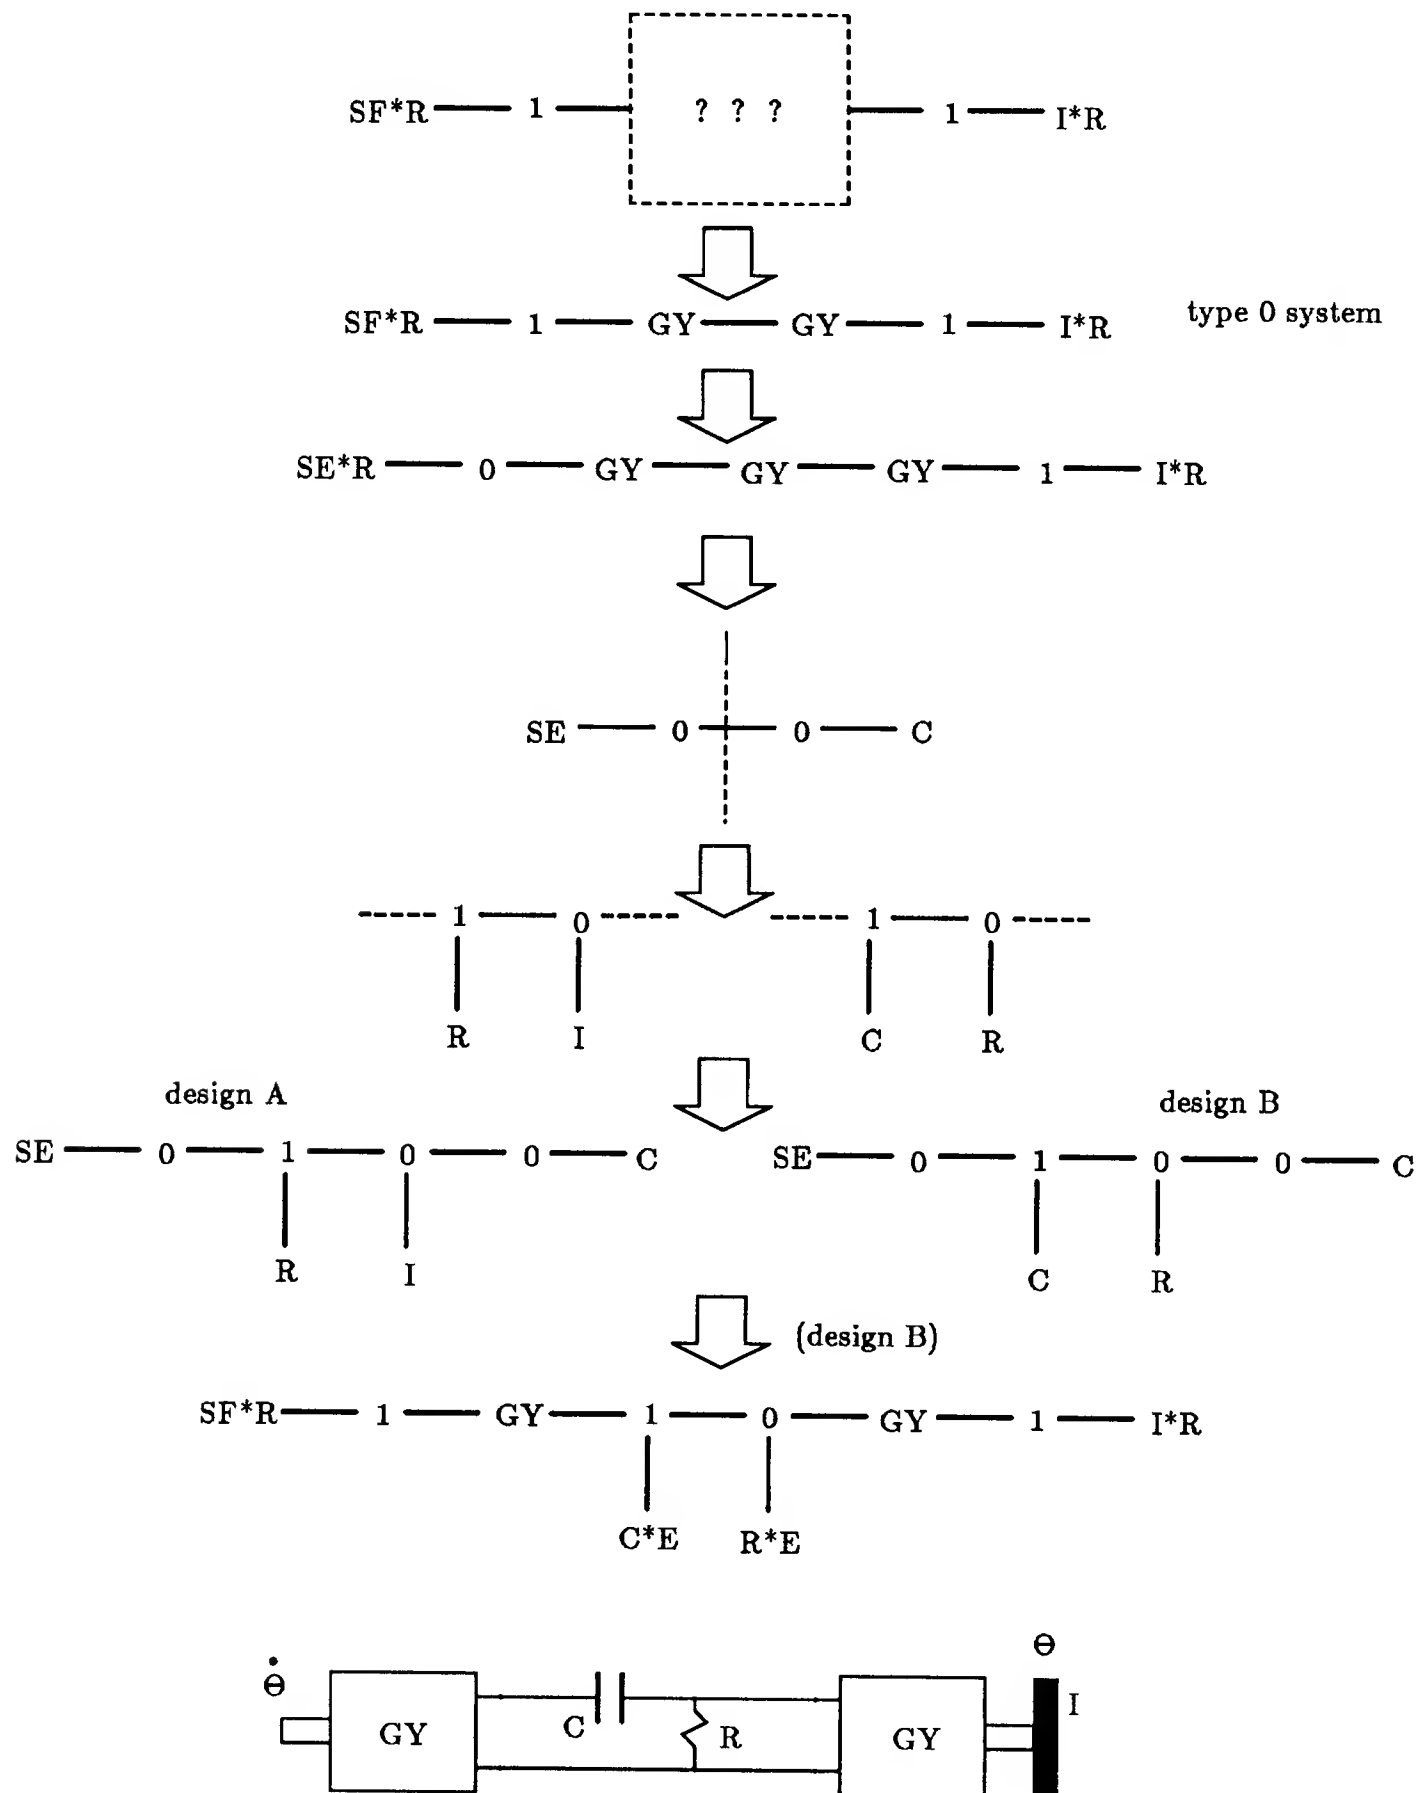 SF*R 1 ? ? ? 1 I*R
SF*R 1 GY GY 1 I*R type 0 system
SE*R 0 GY GY GY 1 I*R
SE 0 0 C
1 0 1 0
R I C R
design A design B
SE 0 1 0 0 C SE 0 1 0 0 C
R I C R
(design B)
SF*R 1 GY 1 0 GY 1 I*R
C*E R*E
Θ
Θ̇ I
GY C R GY